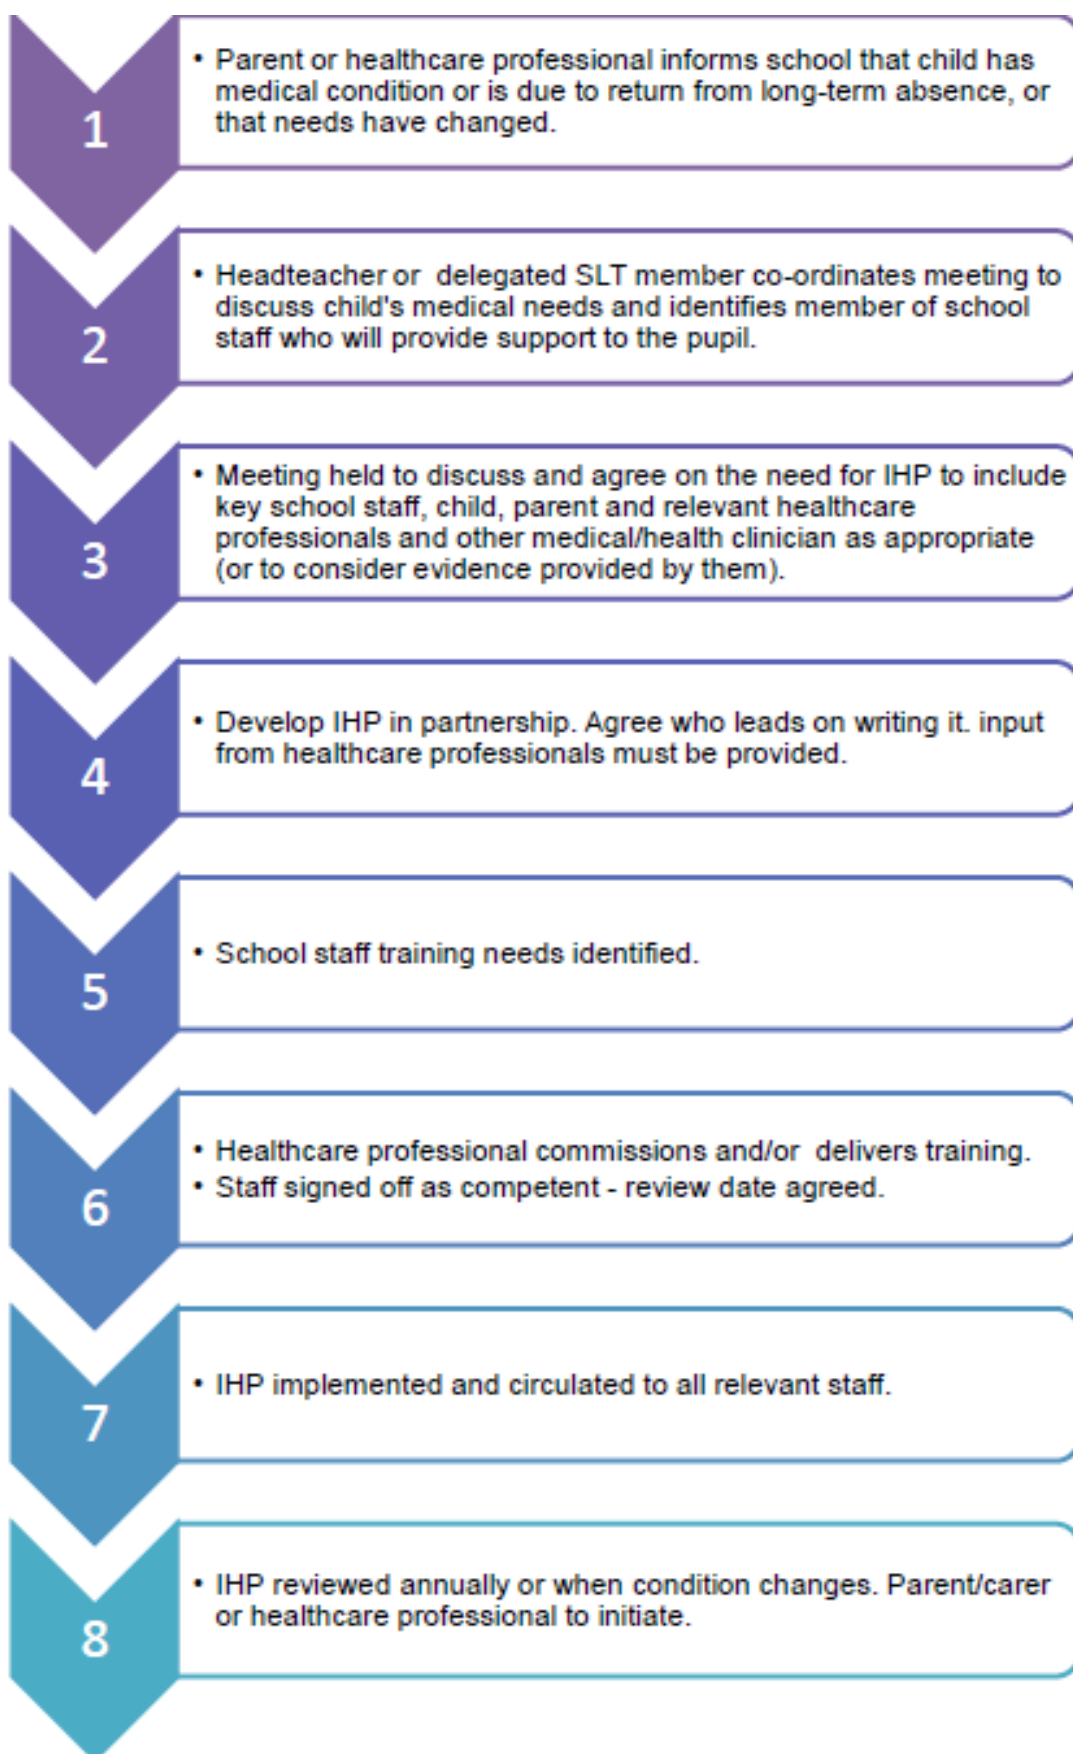 1
• Parent or healthcare professional informs school that child has
medical condition or is due to return from long-term absence, or
that needs have changed.
2
• Headteacher or  delegated SLT member co-ordinates meeting to
discuss child's medical needs and identifies member of school
staff who will provide support to the pupil.
3
• Meeting held to discuss and agree on the need for IHP to include
key school staff, child, parent and relevant healthcare
professionals and other medical/health clinician as appropriate
(or to consider evidence provided by them).
4
• Develop IHP in partnership. Agree who leads on writing it. input
from healthcare professionals must be provided.
5
• School staff training needs identified.
6
• Healthcare professional commissions and/or  delivers training.
• Staff signed off as competent - review date agreed.
7
• IHP implemented and circulated to all relevant staff.
8
• IHP reviewed annually or when condition changes. Parent/carer
or healthcare professional to initiate.